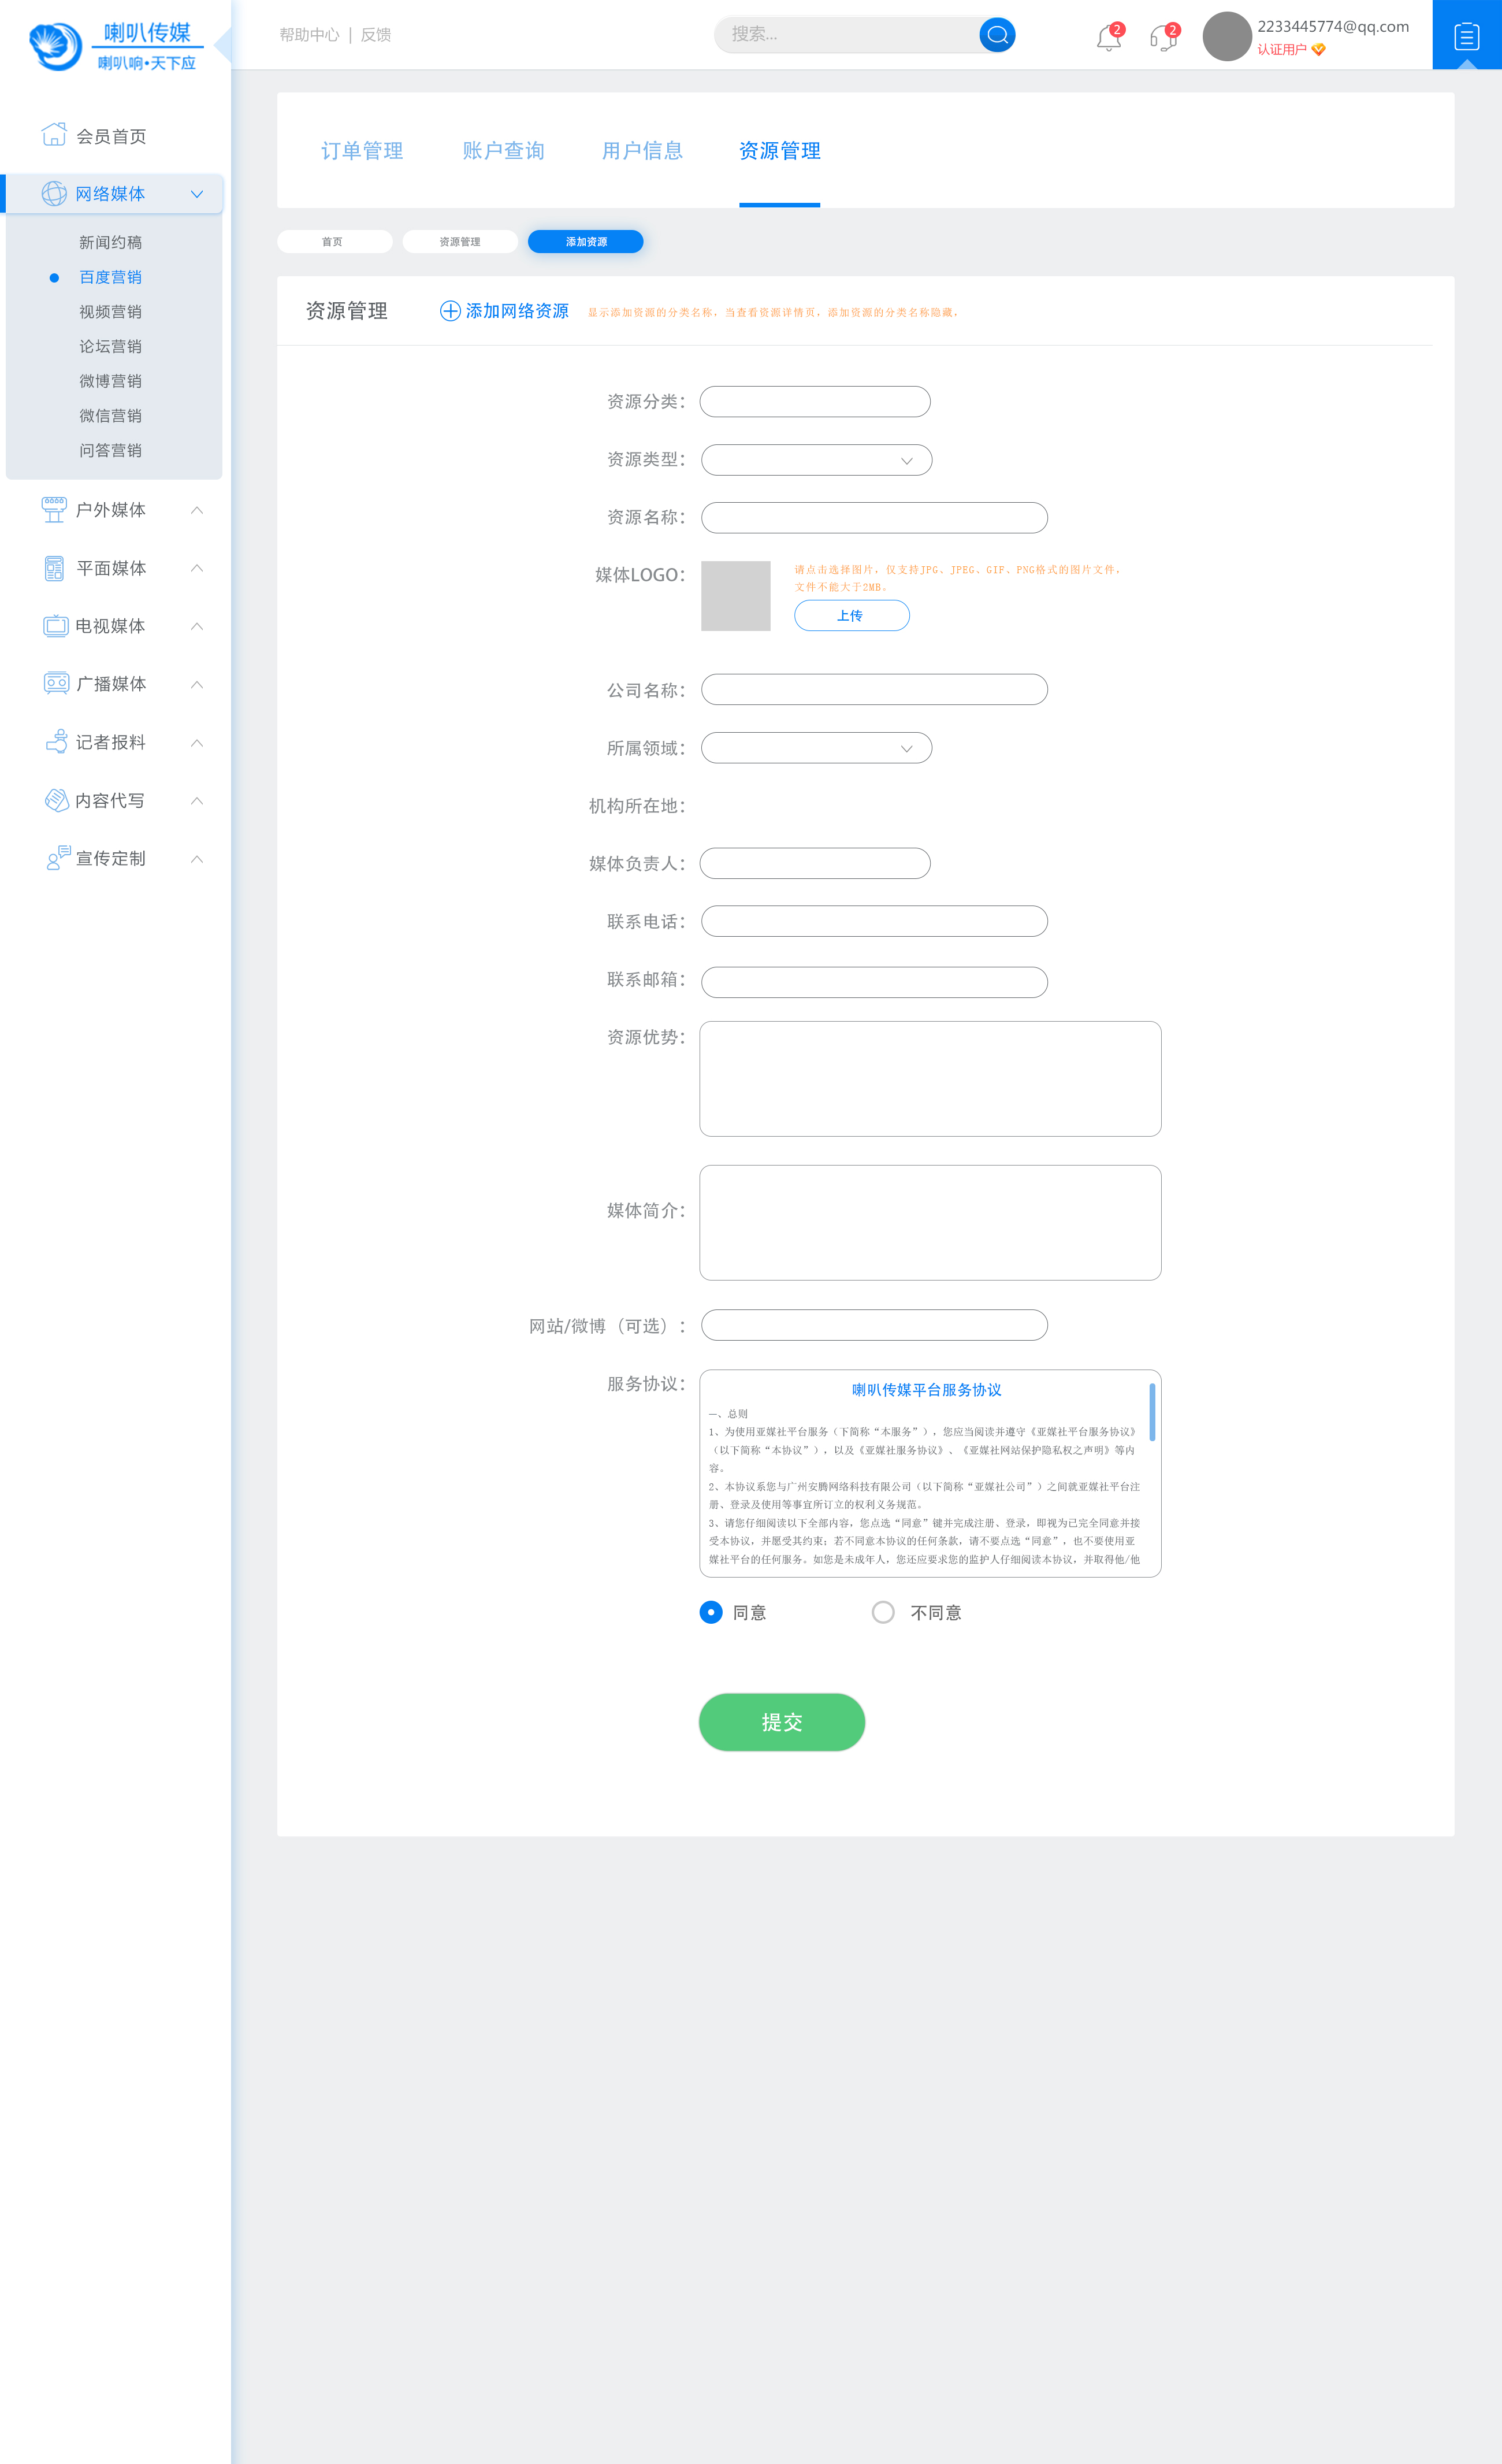 喇叭传媒
喇叭响•天下应
帮助中心 | 反馈
搜索...
2
2
2233445774@qq.com
认证用户
会员首页
网络媒体
新闻约稿
百度营销
视频营销
论坛营销
微博营销
微信营销
问答营销
户外媒体
平面媒体
电视媒体
广播媒体
记者报料
内容代写
宣传定制
订单管理 账户查询 用户信息 资源管理
首页 资源管理 添加资源
资源管理 添加网络资源 显示添加资源的分类名称，当查看资源详情页，添加资源的分类名称隐藏，
资源分类：
资源类型：
资源名称：
媒体LOGO：
请点击选择图片，仅支持JPG、JPEG、GIF、PNG格式的图片文件，
文件不能大于2MB。
上传
公司名称：
所属领域：
机构所在地：
媒体负责人：
联系电话：
联系邮箱：
资源优势：
媒体简介：
网站/微博（可选）：
服务协议：
喇叭传媒平台服务协议
一、总则
1、为使用亚媒社平台服务（下简称“本服务”），您应当阅读并遵守《亚媒社平台服务协议》
（以下简称“本协议”），以及《亚媒社服务协议》、《亚媒社网站保护隐私权之声明》等内
容。
2、本协议系您与广州安腾网络科技有限公司（以下简称“亚媒社公司”）之间就亚媒社平台注
册、登录及使用等事宜所订立的权利义务规范。
3、请您仔细阅读以下全部内容，您点选“同意”键并完成注册、登录，即视为已完全同意并接
受本协议，并愿受其约束；若不同意本协议的任何条款，请不要点选“同意”，也不要使用亚
媒社平台的任何服务。如您是未成年人，您还应要求您的监护人仔细阅读本协议，并取得他/他
同意 不同意
提交